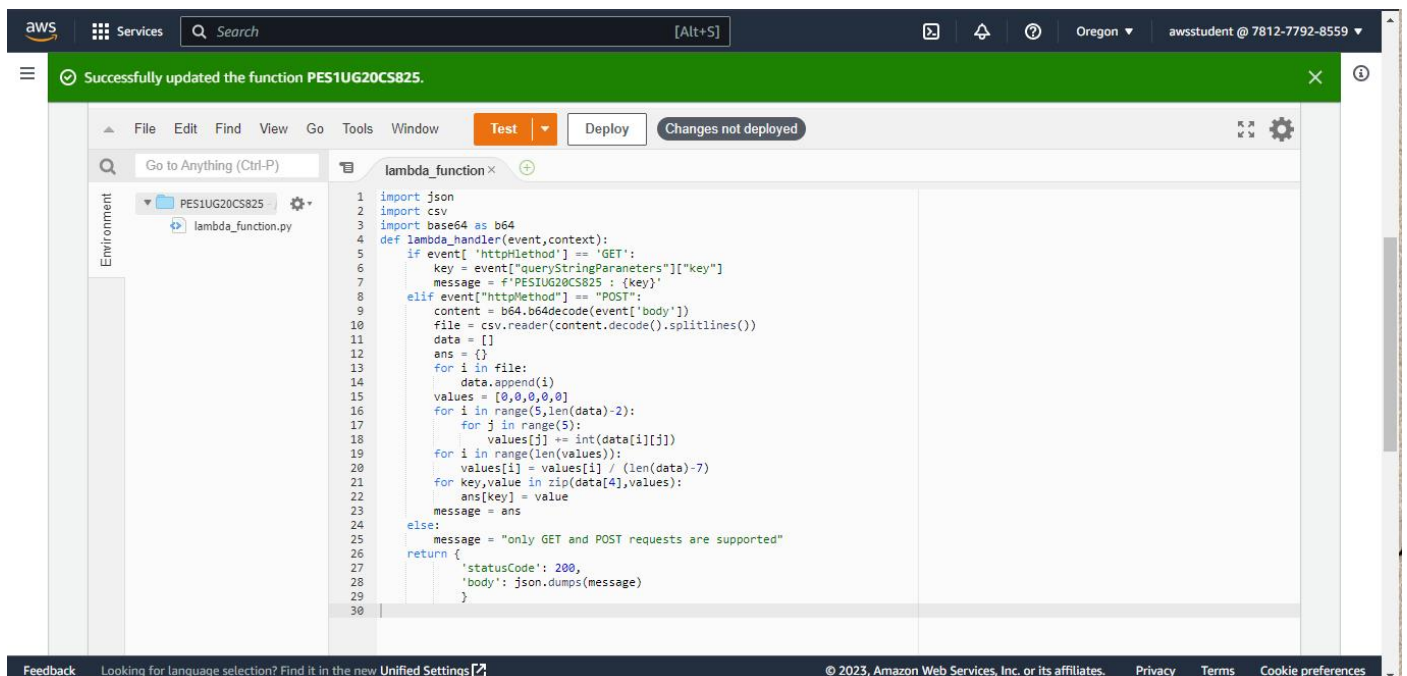 aws Services Search [Alt+S] Oregon ▼ awsstudent @ 7812-7792-8559 ▼
Successfully updated the function PES1UG20CS825.
File Edit Find View Go Tools Window Test Deploy Changes not deployed
Go to Anything (Ctrl-P) lambda_function ×
Environment
PES1UG20CS825 - /
lambda_function.py
1 import json
2 import csv
3 import base64 as b64
4 def lambda_handler(event,context):
5     if event[ 'httpHlethod'] == 'GET':
6         key = event["queryStringParaneters"]["key"]
7         message = f'PESIUG20CS825 : {key}'
8     elif event["httpMethod"] == "POST":
9         content = b64.b64decode(event['body'])
10         file = csv.reader(content.decode().splitlines())
11         data = []
12         ans = {}
13         for i in file:
14             data.append(i)
15         values = [0,0,0,0,0]
16         for i in range(5,len(data)-2):
17             for j in range(5):
18                 values[j] += int(data[i][j])
19         for i in range(len(values)):
20             values[i] = values[i] / (len(data)-7)
21         for key,value in zip(data[4],values):
22             ans[key] = value
23         message = ans
24     else:
25         message = "only GET and POST requests are supported"
26     return {
27             'statusCode': 200,
28             'body': json.dumps(message)
29             }
30
Feedback Looking for language selection? Find it in the new Unified Settings © 2023, Amazon Web Services, Inc. or its affiliates. Privacy Terms Cookie preferences